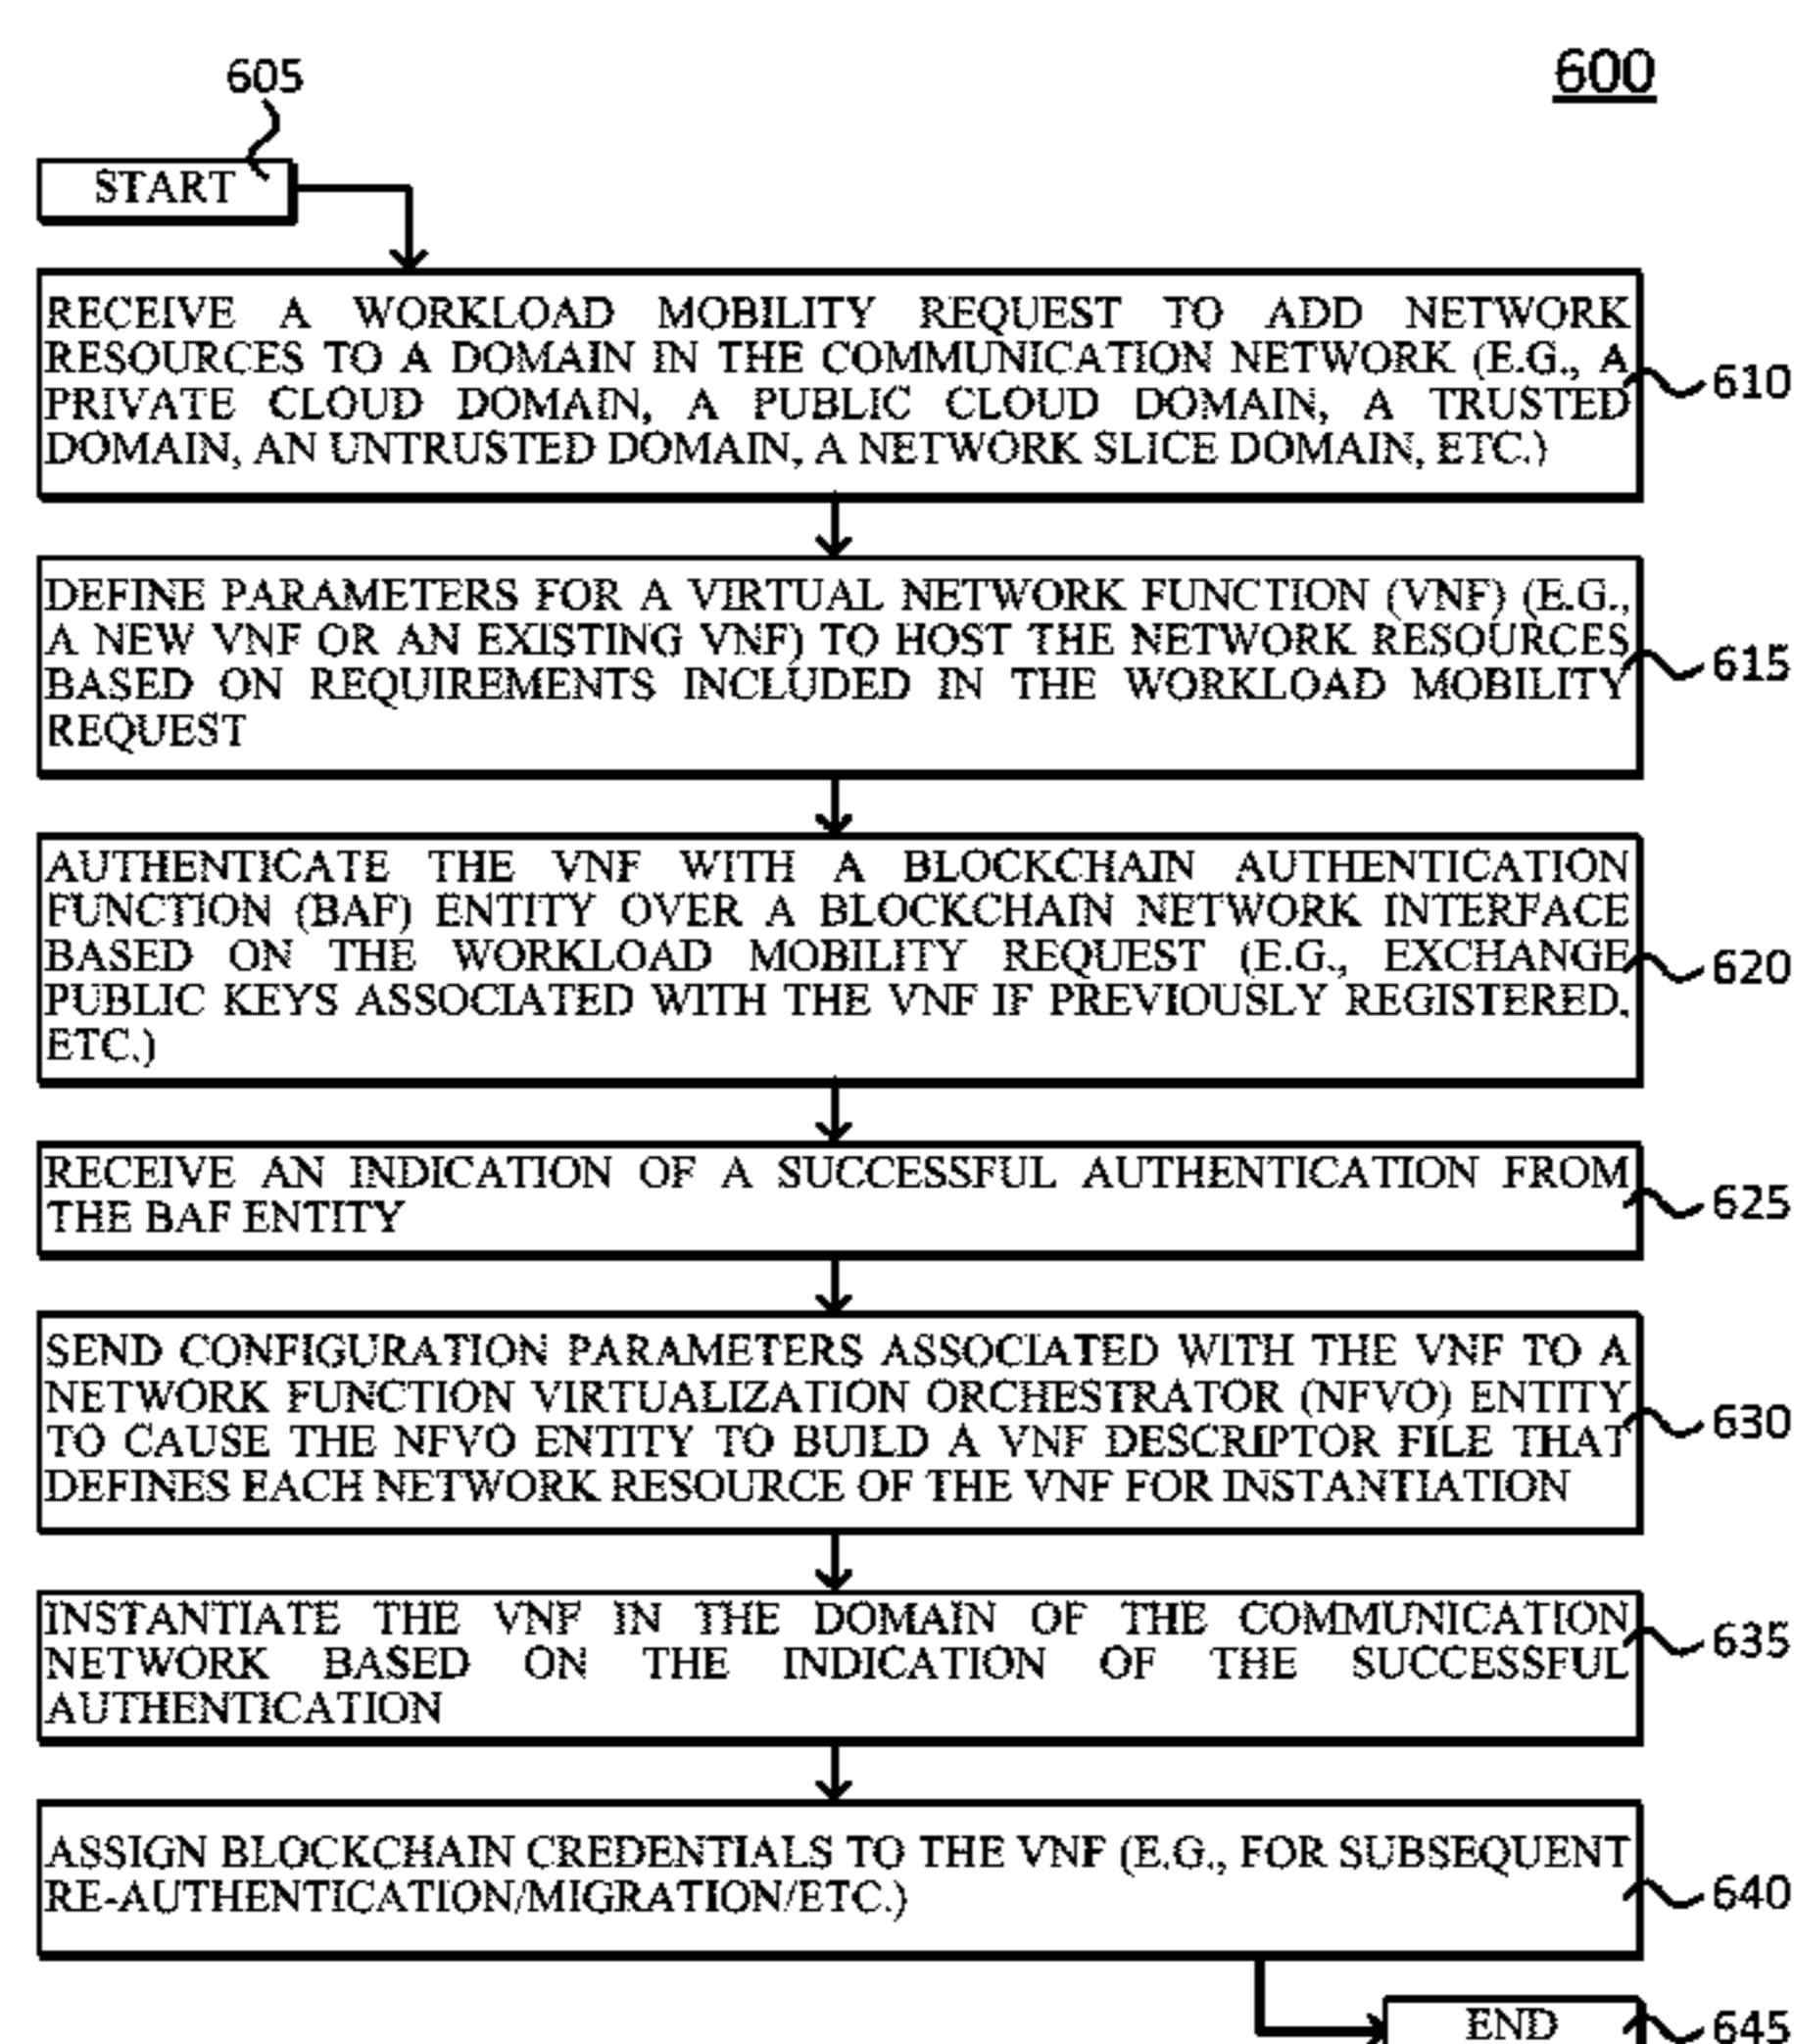 600
605
START
RECEIVE A WORKLOAD MOBILITY REQUEST TO ADD NETWORK
RESOURCES TO A DOMAIN IN THE COMMUNICATION NETWORK (E.G., A
PRIVATE CLOUD DOMAIN, A PUBLIC CLOUD DOMAIN, A TRUSTED
DOMAIN, AN UNTRUSTED DOMAIN, A NETWORK SLICE DOMAIN, ETC.)
610
DEFINE PARAMETERS FOR A VIRTUAL NETWORK FUNCTION (VNF) (E.G.,
A NEW VNF OR AN EXISTING VNF) TO HOST THE NETWORK RESOURCES
BASED ON REQUIREMENTS INCLUDED IN THE WORKLOAD MOBILITY
REQUEST
615
AUTHENTICATE THE VNF WITH A BLOCKCHAIN AUTHENTICATION
FUNCTION (BAF) ENTITY OVER A BLOCKCHAIN NETWORK INTERFACE
BASED ON THE WORKLOAD MOBILITY REQUEST (E.G., EXCHANGE
PUBLIC KEYS ASSOCIATED WITH THE VNF IF PREVIOUSLY REGISTERED,
ETC.)
620
RECEIVE AN INDICATION OF A SUCCESSFUL AUTHENTICATION FROM
THE BAF ENTITY
625
SEND CONFIGURATION PARAMETERS ASSOCIATED WITH THE VNF TO A
NETWORK FUNCTION VIRTUALIZATION ORCHESTRATOR (NFVO) ENTITY
TO CAUSE THE NFVO ENTITY TO BUILD A VNF DESCRIPTOR FILE THAT
DEFINES EACH NETWORK RESOURCE OF THE VNF FOR INSTANTIATION
630
INSTANTIATE THE VNF IN THE DOMAIN OF THE COMMUNICATION
NETWORK BASED ON THE INDICATION OF THE SUCCESSFUL
AUTHENTICATION
635
ASSIGN BLOCKCHAIN CREDENTIALS TO THE VNF (E.G., FOR SUBSEQUENT
RE-AUTHENTICATION/MIGRATION/ETC.)
640
END
645